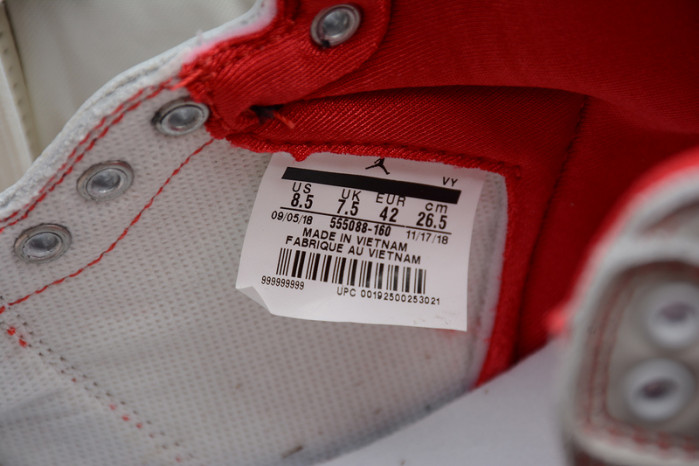 VY
US UK EUR cm
8.5 7.5 42 26.5
09/05/18 555088-160 11/17/18
MADE IN VIETNAM
FABRIQUE AU VIETNAM
999999999
UPC 00192500253021